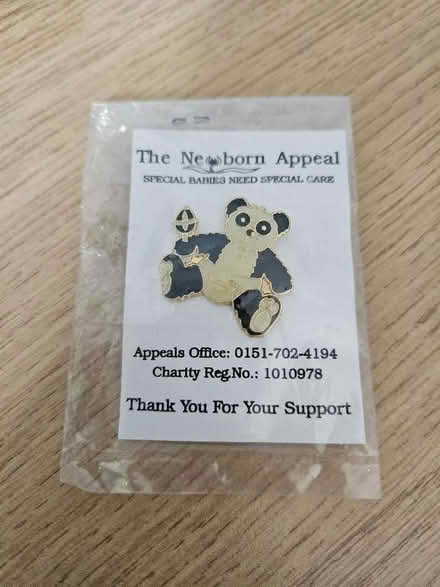 The Newborn Appeal
SPECIAL BABIES NEED SPECIAL CARE
Appeals Office: 0151-702-4194
Charity Reg.No.: 1010978
Thank You For Your Support